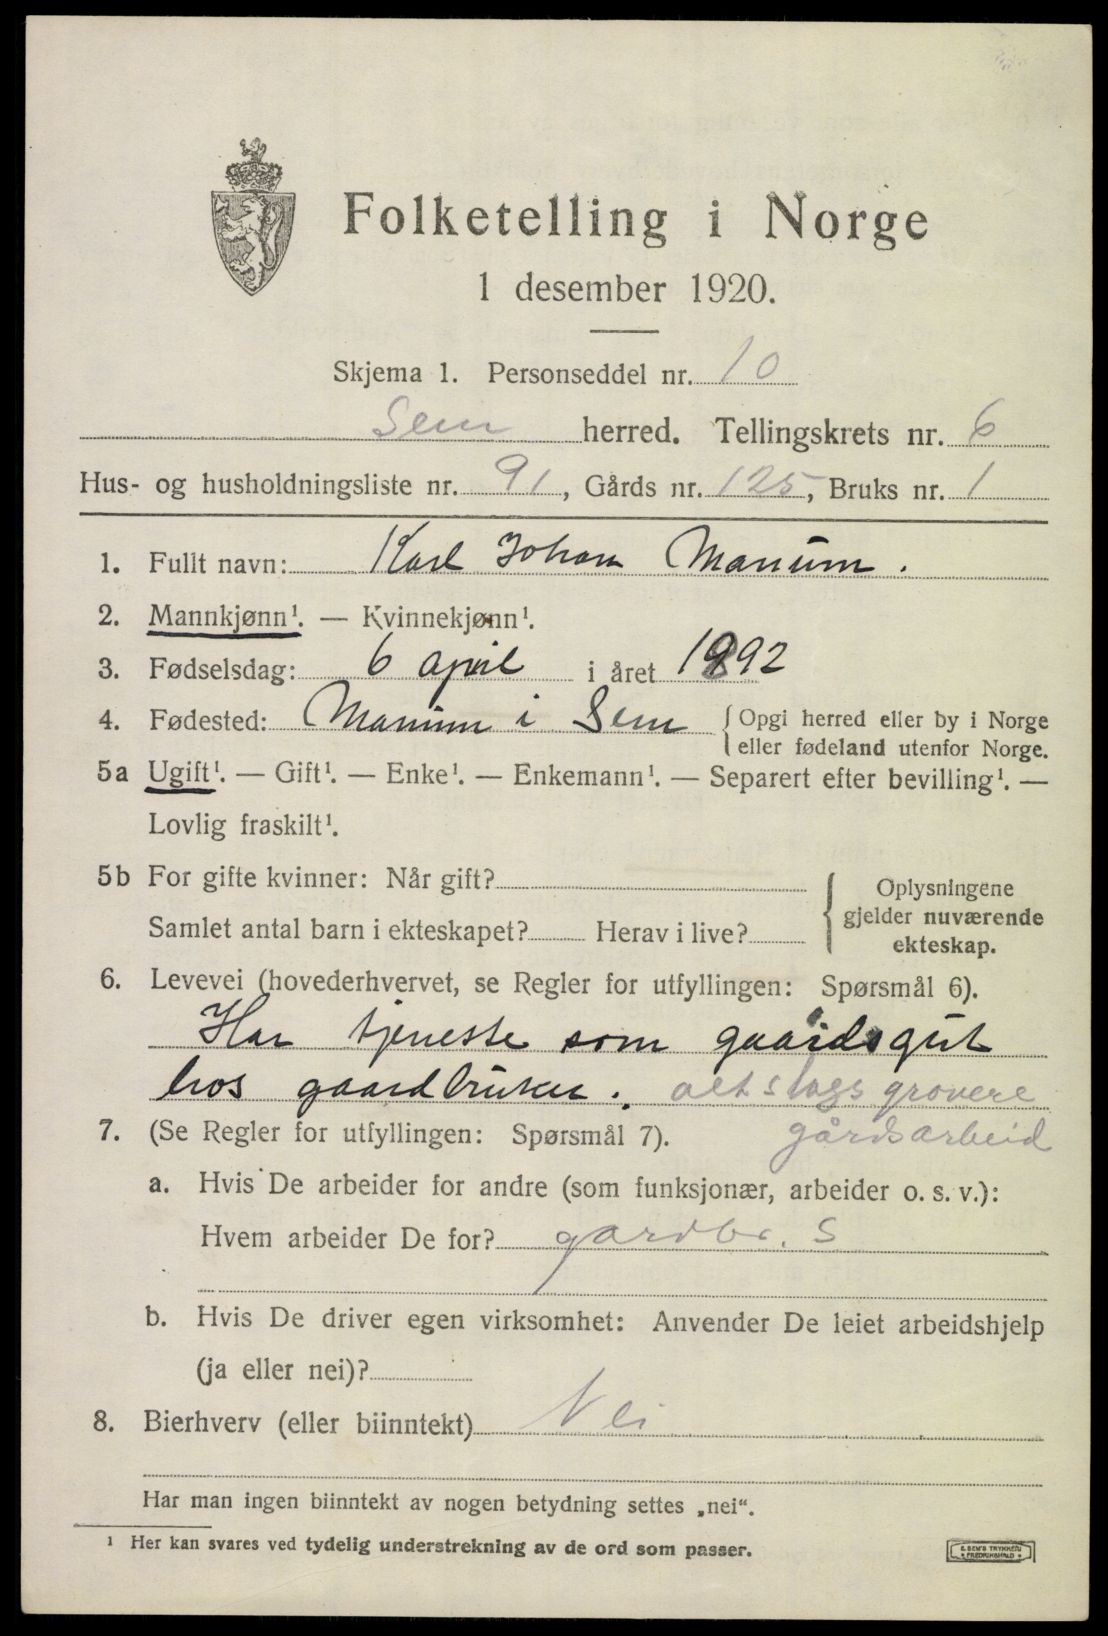 Folketelling i Norge
1 desember 1920.
Skjema 1. Personseddel nr. 10
Sem herred. Tellingskrets nr. 6
Hus- og husholdningsliste nr. 91, Gårds nr. 125, Bruks nr. 1
1. Fullt navn: Karl Johan Manum.
2. Mannkjønn¹. — Kvinnekjønn¹.
3. Fødselsdag: 6 april i året 1892
4. Fødested: Manum i Sem { Opgi herred eller by i Norge
eller fødeland utenfor Norge.
5a Ugift¹. — Gift¹. — Enke¹. — Enkemann¹. — Separert efter bevilling¹. —
Lovlig fraskilt¹.
5b For gifte kvinner: Når gift?
Samlet antal barn i ekteskapet? Herav i live?
{ Oplysningene
gjelder nuværende
ekteskap.
6. Levevei (hovederhvervet, se Regler for utfyllingen: Spørsmål 6).
Har tjeneste som gaardsgut
hos gaardbruker. alt slags grovere
gårdsarbeid
7. (Se Regler for utfyllingen: Spørsmål 7).
a. Hvis De arbeider for andre (som funksjonær, arbeider o. s. v.):
Hvem arbeider De for? gardbr. S
b. Hvis De driver egen virksomhet: Anvender De leiet arbeidshjelp
(ja eller nei)?
8. Bierhverv (eller biinntekt) Nei
Har man ingen biinntekt av nogen betydning settes „nei“.
¹ Her kan svares ved tydelig understrekning av de ord som passer.
E. SEM'S TRYKKERI
FREDRIKSHALD